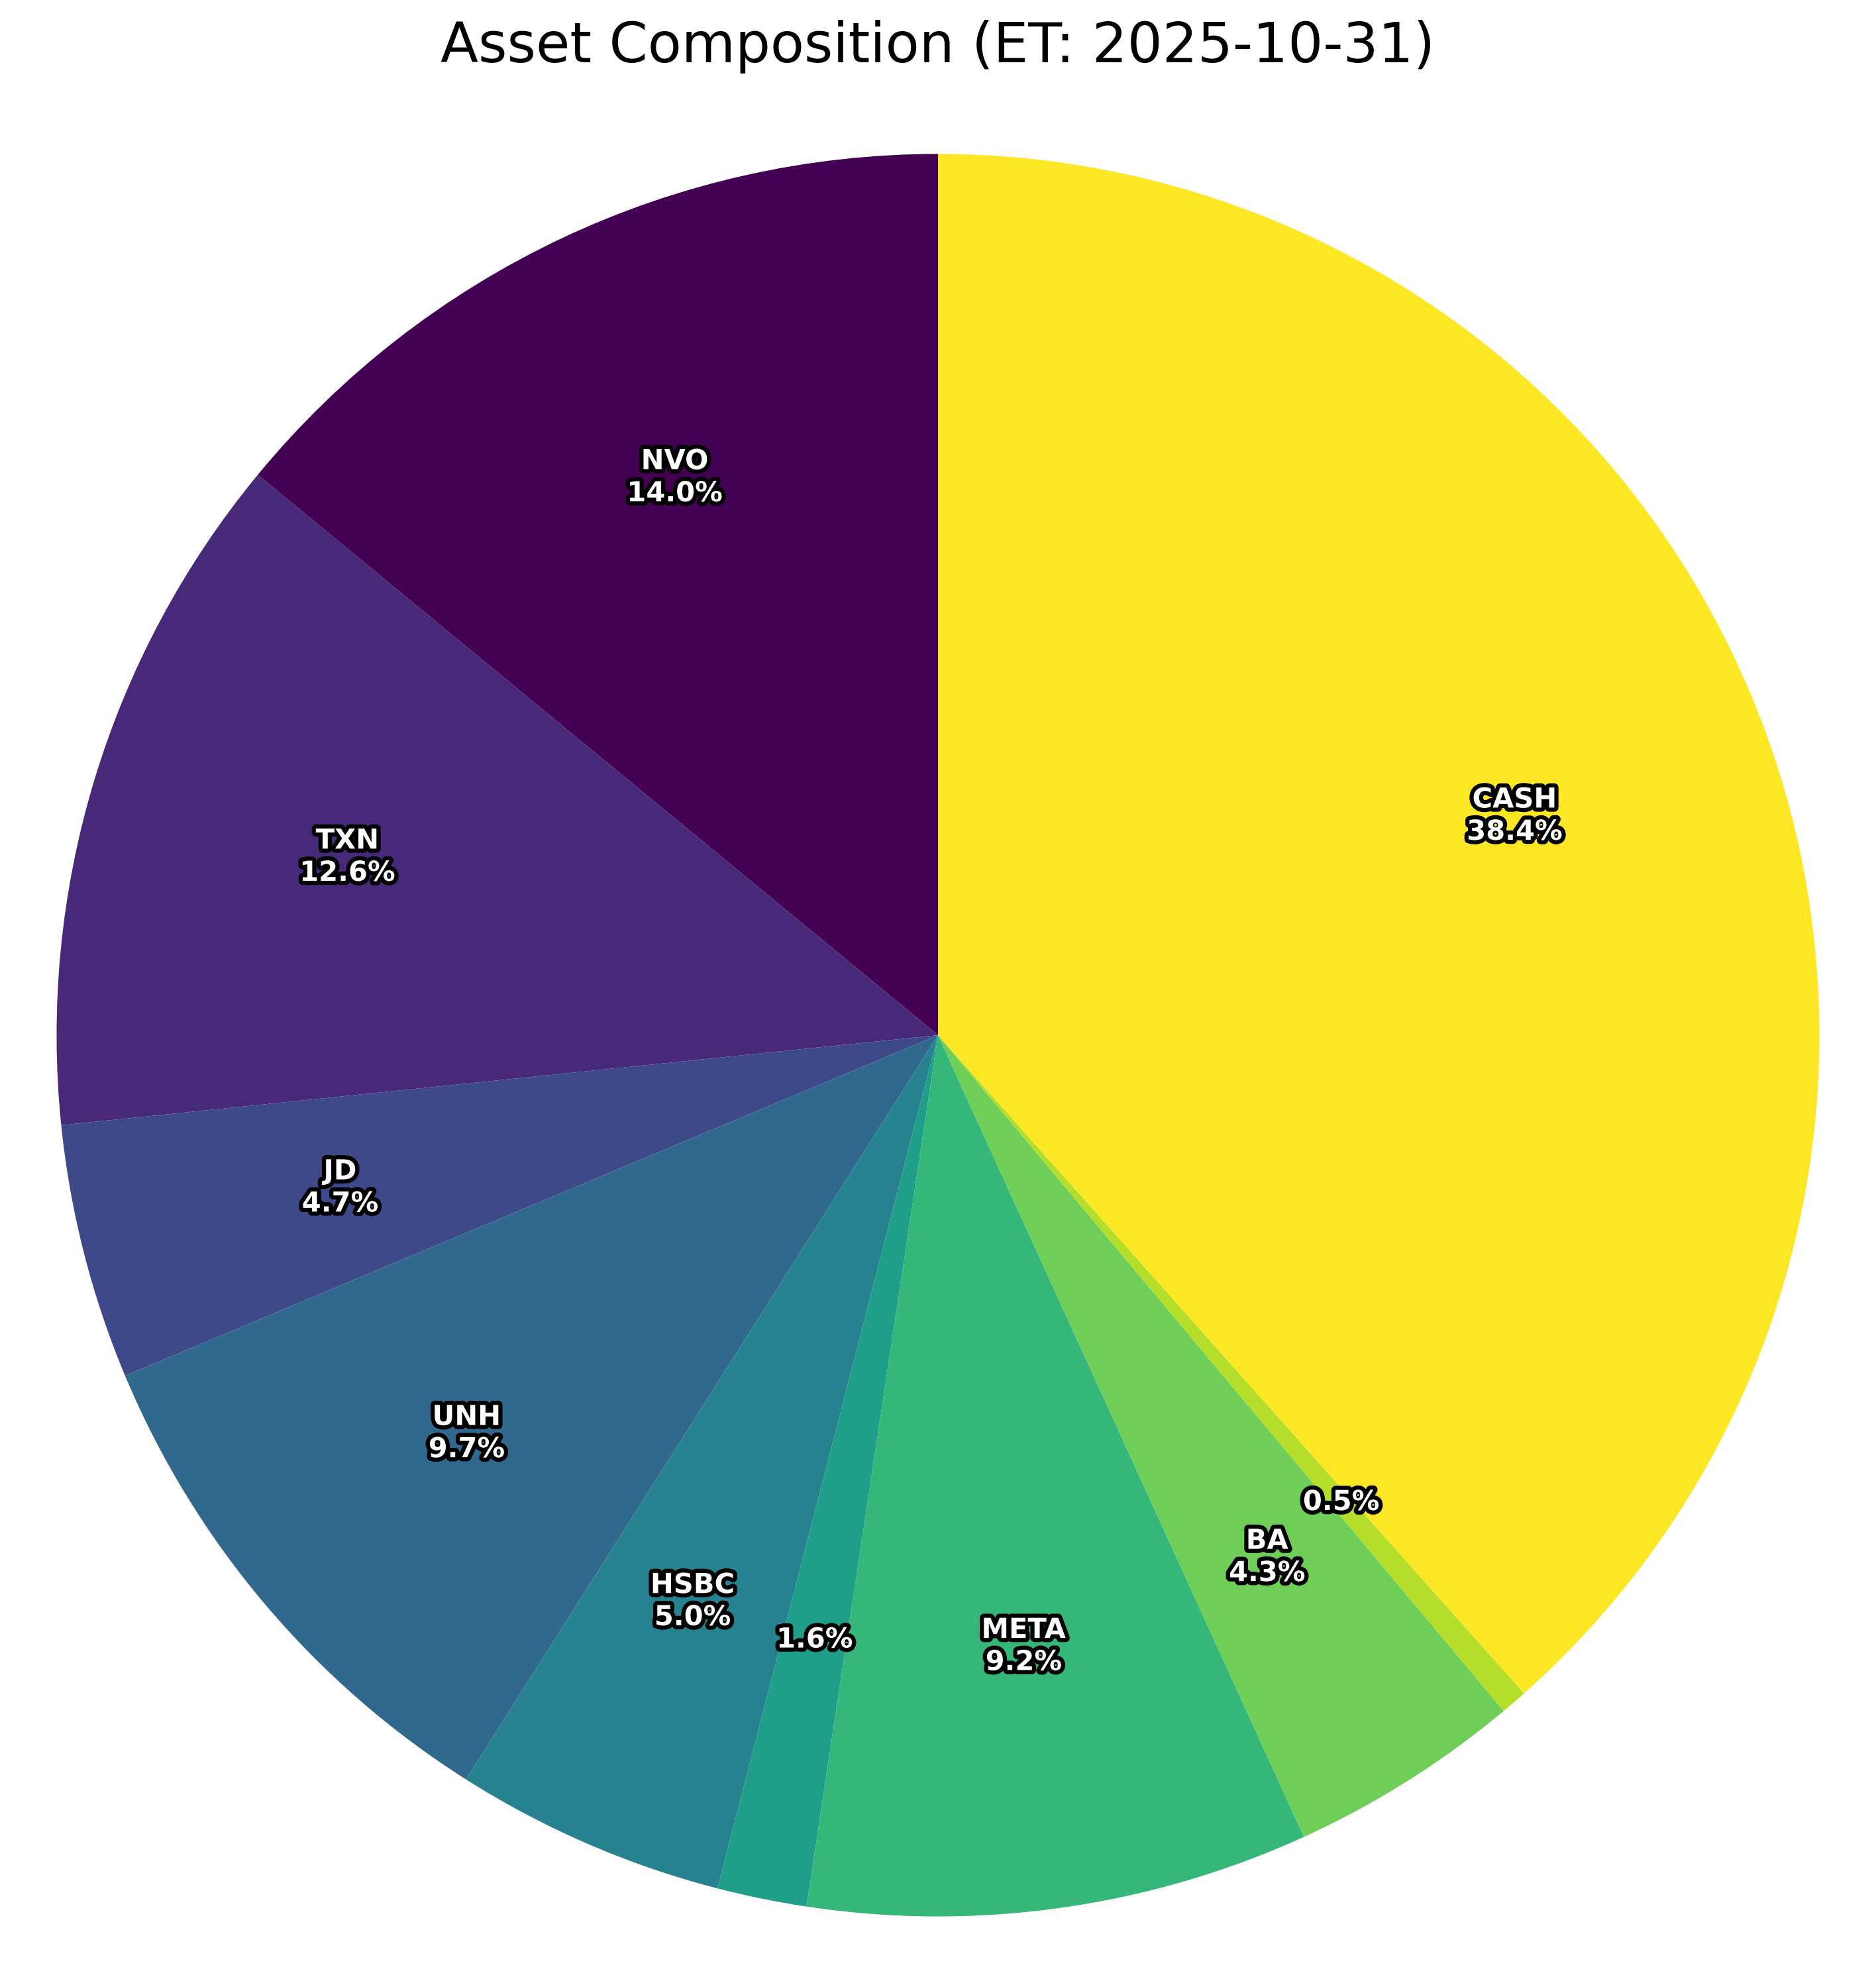 Asset Composition (ET: 2025-10-31)
NVO
14.0%
CASH
38.4%
TXN
12.6%
JD
4.7%
UNH
9.7%
0.5%
BA
4.3%
HSBC
5.0%
1.6%
META
9.2%